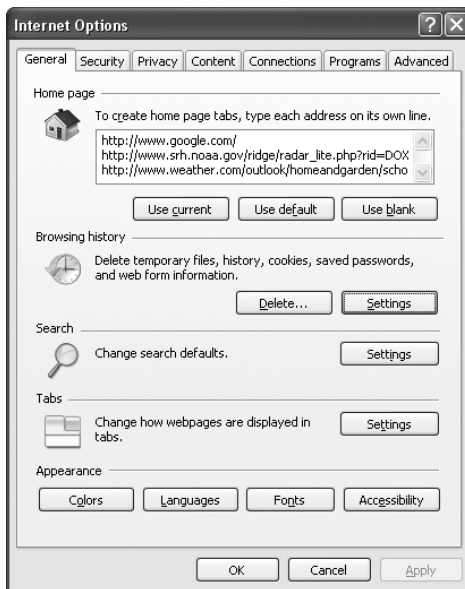 Internet Options
General Security Privacy Content Connections Programs Advanced
Home page
To create home page tabs, type each address on its own line.
http://www.google.com/
http://www.srh.noaa.gov/ridge/radar_lite.php?rid=DOX
http://www.weather.com/outlook/homeandgarden/scho
Use current Use default Use blank
Browsing history
Delete temporary files, history, cookies, saved passwords,
and web form information.
Delete... Settings
Search
Change search defaults. Settings
Tabs
Change how webpages are displayed in
tabs.
Settings
Appearance
Colors Languages Fonts Accessibility
OK Cancel Apply